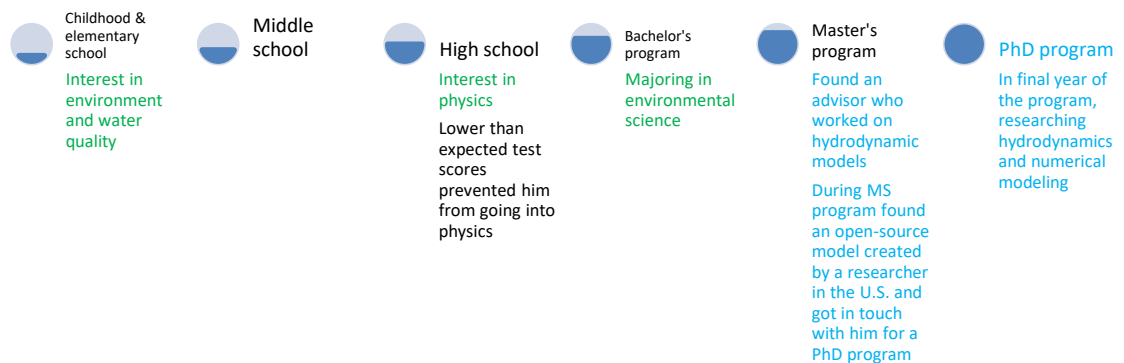 Childhood &
elementary
school
Interest in
environment
and water
quality
Middle
school
High school
Interest in
physics
Lower than
expected test
scores
prevented him
from going into
physics
Bachelor's
program
Majoring in
environmental
science
Master's
program
Found an
advisor who
worked on
hydrodynamic
models
During MS
program found
an open-source
model created
by a researcher
in the U.S. and
got in touch
with him for a
PhD program
PhD program
In final year of
the program,
researching
hydrodynamics
and numerical
modeling